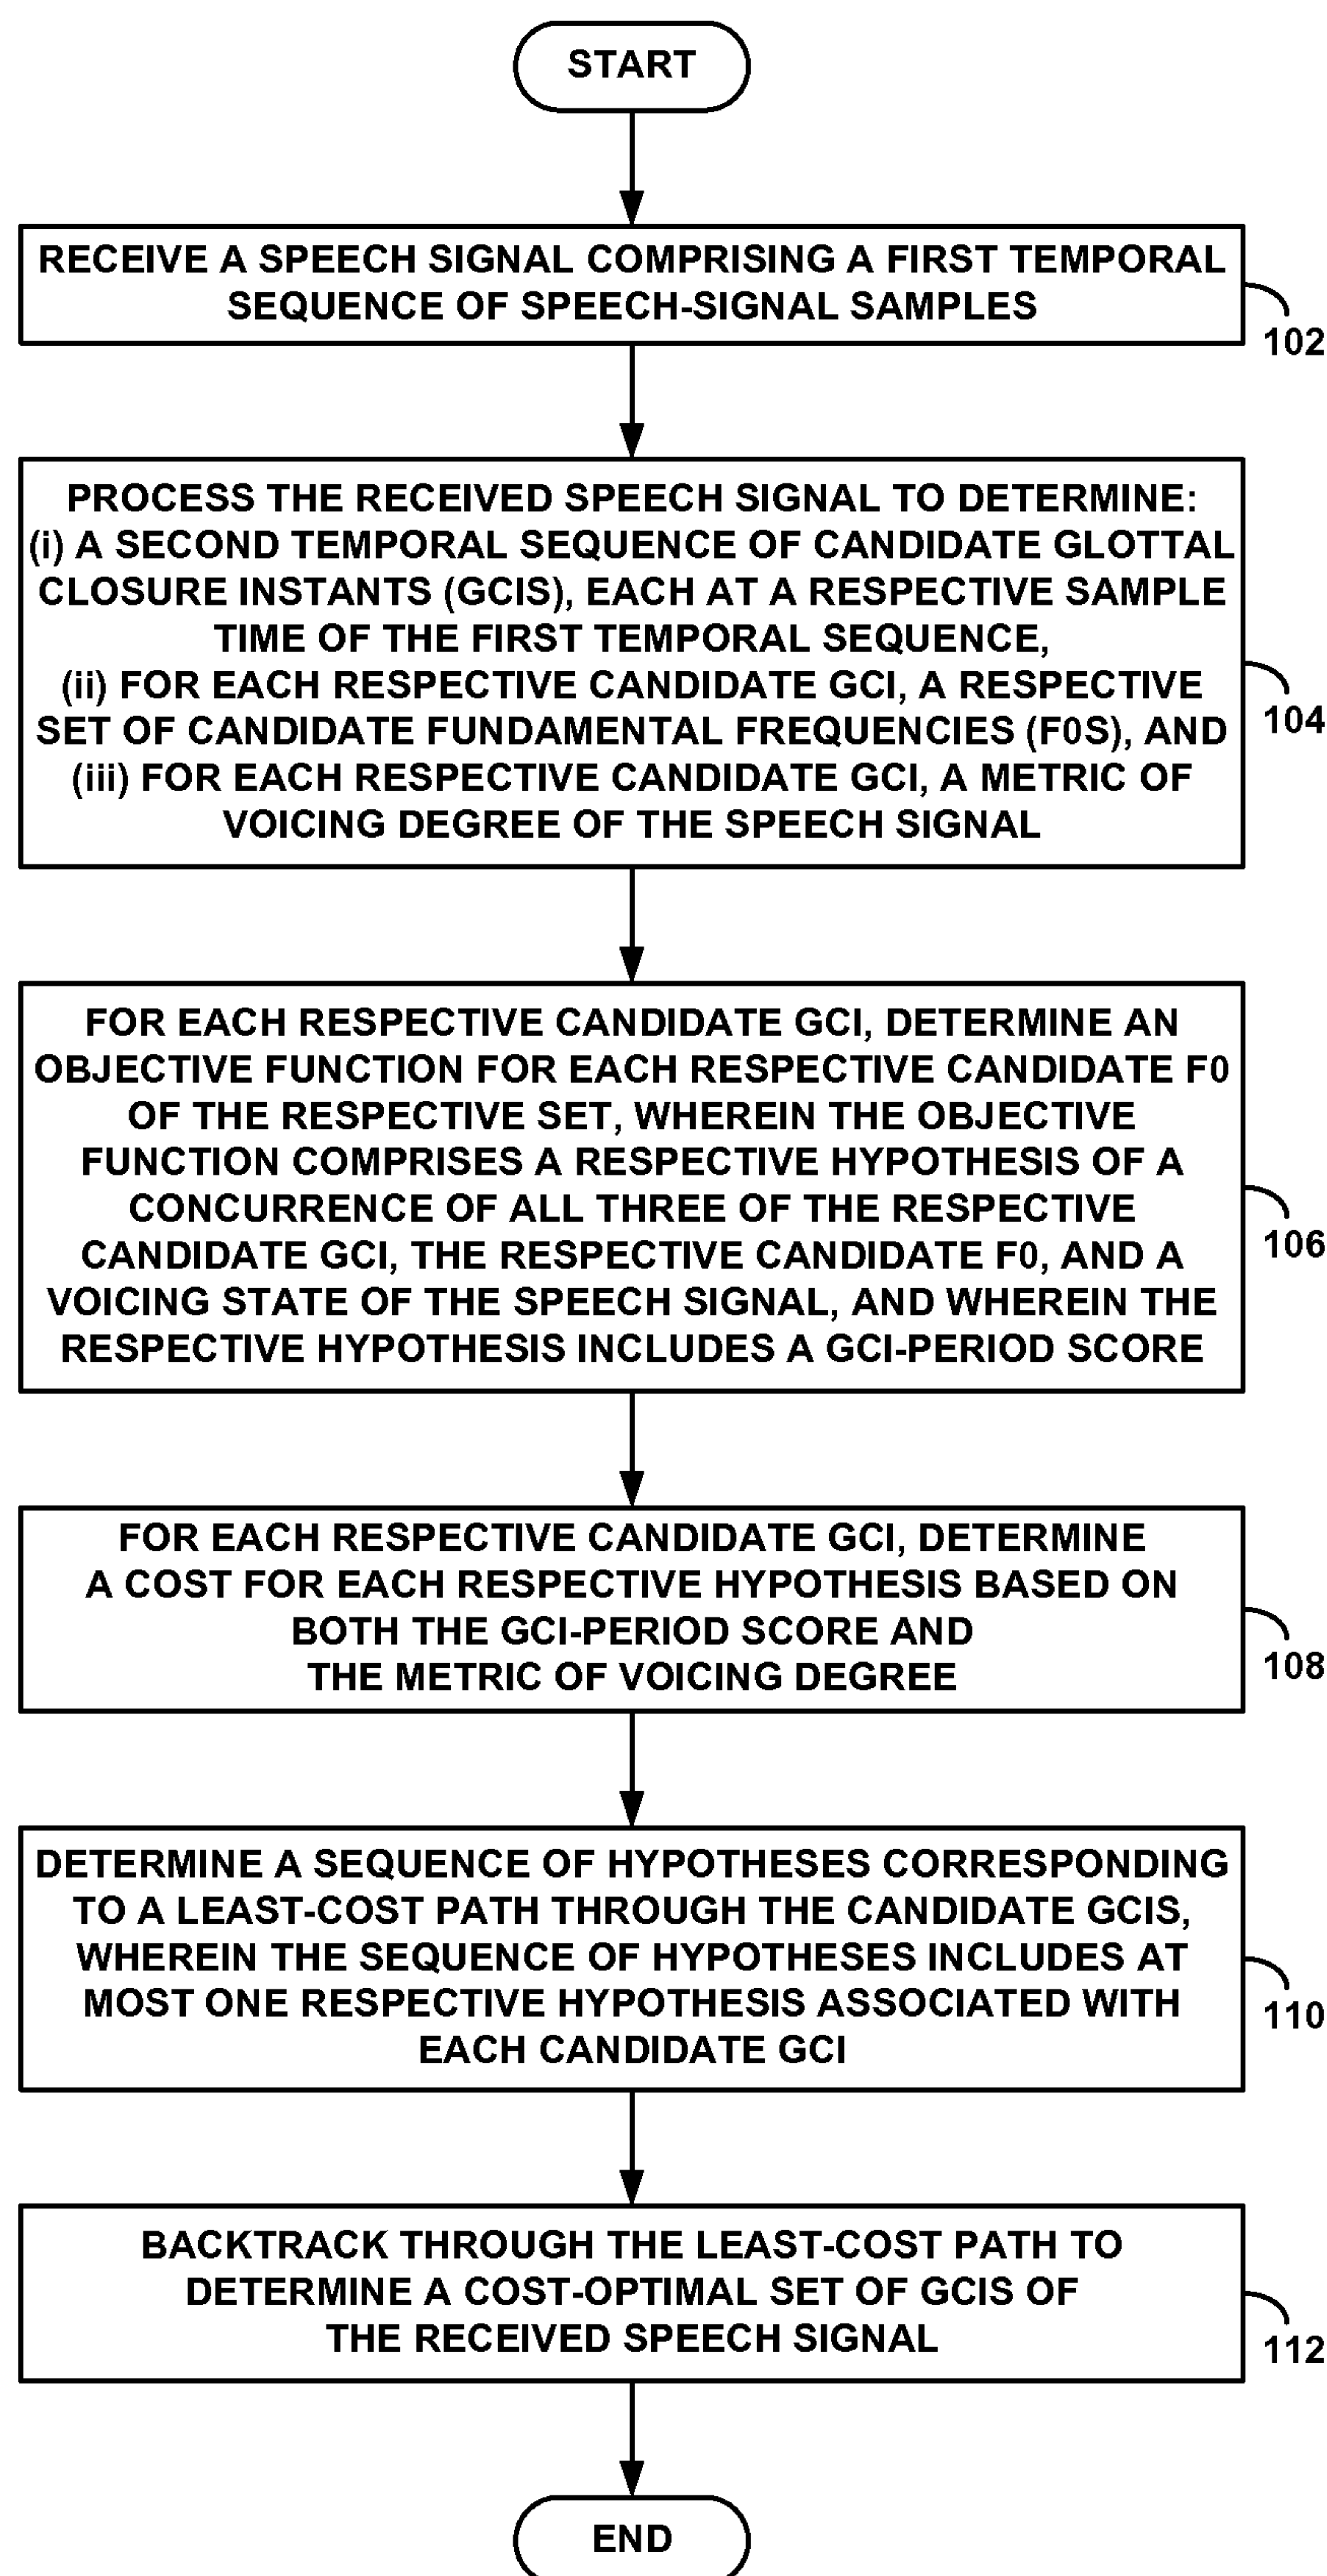 START
RECEIVE A SPEECH SIGNAL COMPRISING A FIRST TEMPORAL
SEQUENCE OF SPEECH-SIGNAL SAMPLES
102
PROCESS THE RECEIVED SPEECH SIGNAL TO DETERMINE:
(i) A SECOND TEMPORAL SEQUENCE OF CANDIDATE GLOTTAL
CLOSURE INSTANTS (GCIS), EACH AT A RESPECTIVE SAMPLE
TIME OF THE FIRST TEMPORAL SEQUENCE,
(ii) FOR EACH RESPECTIVE CANDIDATE GCI, A RESPECTIVE
SET OF CANDIDATE FUNDAMENTAL FREQUENCIES (F0S), AND
(iii) FOR EACH RESPECTIVE CANDIDATE GCI, A METRIC OF
VOICING DEGREE OF THE SPEECH SIGNAL
104
FOR EACH RESPECTIVE CANDIDATE GCI, DETERMINE AN
OBJECTIVE FUNCTION FOR EACH RESPECTIVE CANDIDATE F0
OF THE RESPECTIVE SET, WHEREIN THE OBJECTIVE
FUNCTION COMPRISES A RESPECTIVE HYPOTHESIS OF A
CONCURRENCE OF ALL THREE OF THE RESPECTIVE
CANDIDATE GCI, THE RESPECTIVE CANDIDATE F0, AND A
VOICING STATE OF THE SPEECH SIGNAL, AND WHEREIN THE
RESPECTIVE HYPOTHESIS INCLUDES A GCI-PERIOD SCORE
106
FOR EACH RESPECTIVE CANDIDATE GCI, DETERMINE
A COST FOR EACH RESPECTIVE HYPOTHESIS BASED ON
BOTH THE GCI-PERIOD SCORE AND
THE METRIC OF VOICING DEGREE
108
DETERMINE A SEQUENCE OF HYPOTHESES CORRESPONDING
TO A LEAST-COST PATH THROUGH THE CANDIDATE GCIS,
WHEREIN THE SEQUENCE OF HYPOTHESES INCLUDES AT
MOST ONE RESPECTIVE HYPOTHESIS ASSOCIATED WITH
EACH CANDIDATE GCI
110
BACKTRACK THROUGH THE LEAST-COST PATH TO
DETERMINE A COST-OPTIMAL SET OF GCIS OF
THE RECEIVED SPEECH SIGNAL
112
END